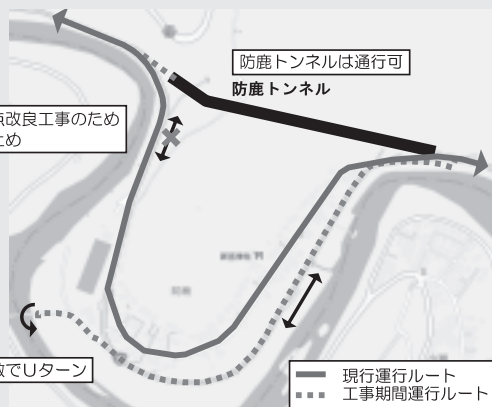 防鹿トンネルは通行可
防鹿トンネル
点改良工事のため
ため
敷でUターン
現行運行ルート
工事期間運行ルート